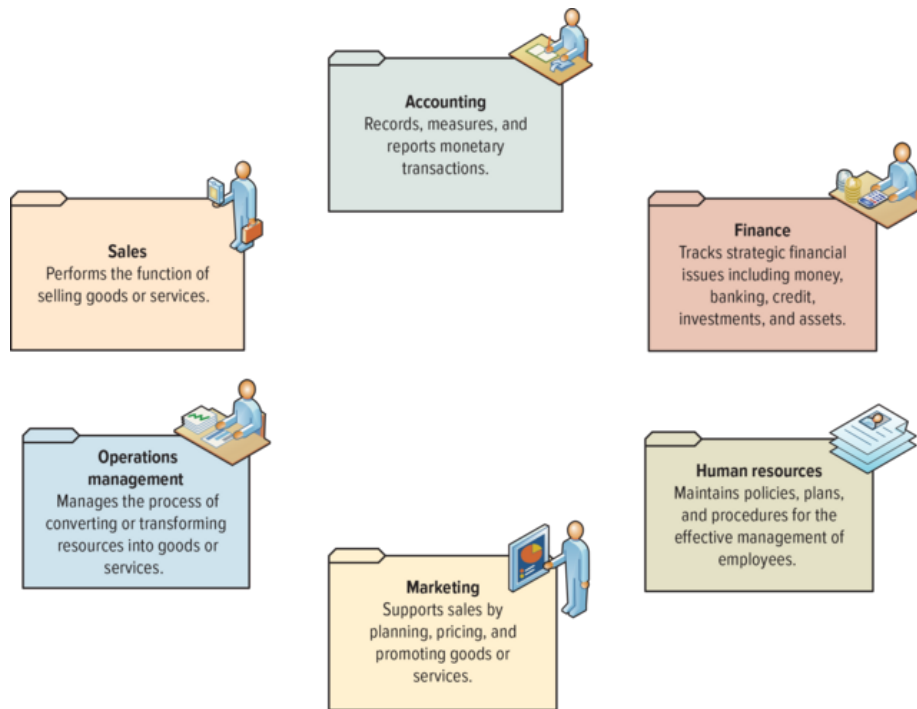 Accounting
Records, measures, and
reports monetary
transactions.
Sales
Performs the function of
selling goods or services.
Finance
Tracks strategic financial
issues including money,
banking, credit,
investments, and assets.
Operations
management
Manages the process of
converting or transforming
resources into goods or
services.
Human resources
Maintains policies, plans,
and procedures for the
effective management of
employees.
Marketing
Supports sales by
planning, pricing, and
promoting goods or
services.